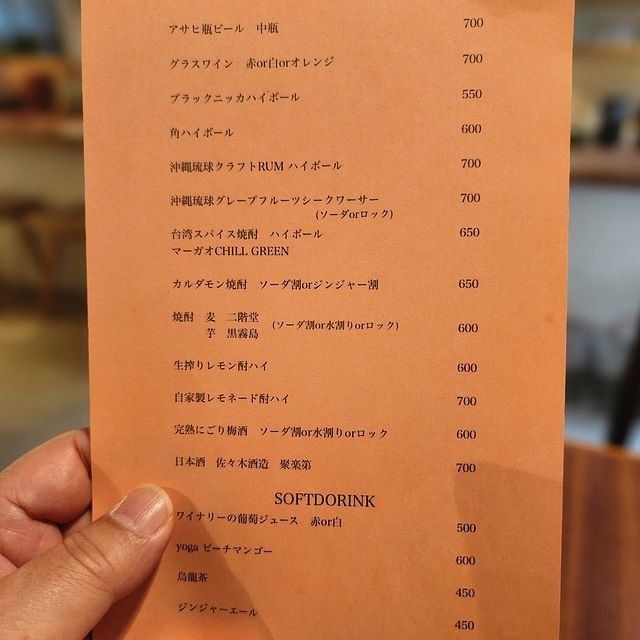 アサヒ瓶ビール　中瓶　700
グラスワイン　赤or白orオレンジ　700
ブラックニッカハイボール　550
角ハイボール　600
沖縄琉球クラフトRUM ハイボール　700
沖縄琉球グレープフルーツシークワーサー　700
(ソーダorロック)
台湾スパイス焼酎　ハイボール　650
マーガオCHILL GREEN
カルダモン焼酎　ソーダ割orジンジャー割　650
焼酎　麦　二階堂　(ソーダ割or水割りorロック)　600
芋　黒霧島
生搾りレモン酎ハイ　600
自家製レモネード酎ハイ　700
完熟にごり梅酒　ソーダ割or水割りorロック　600
日本酒　佐々木酒造　聚楽第　700
SOFTDORINK
ワイナリーの葡萄ジュース　赤or白　500
yoga ピーチマンゴー　600
烏龍茶　450
ジンジャーエール　450